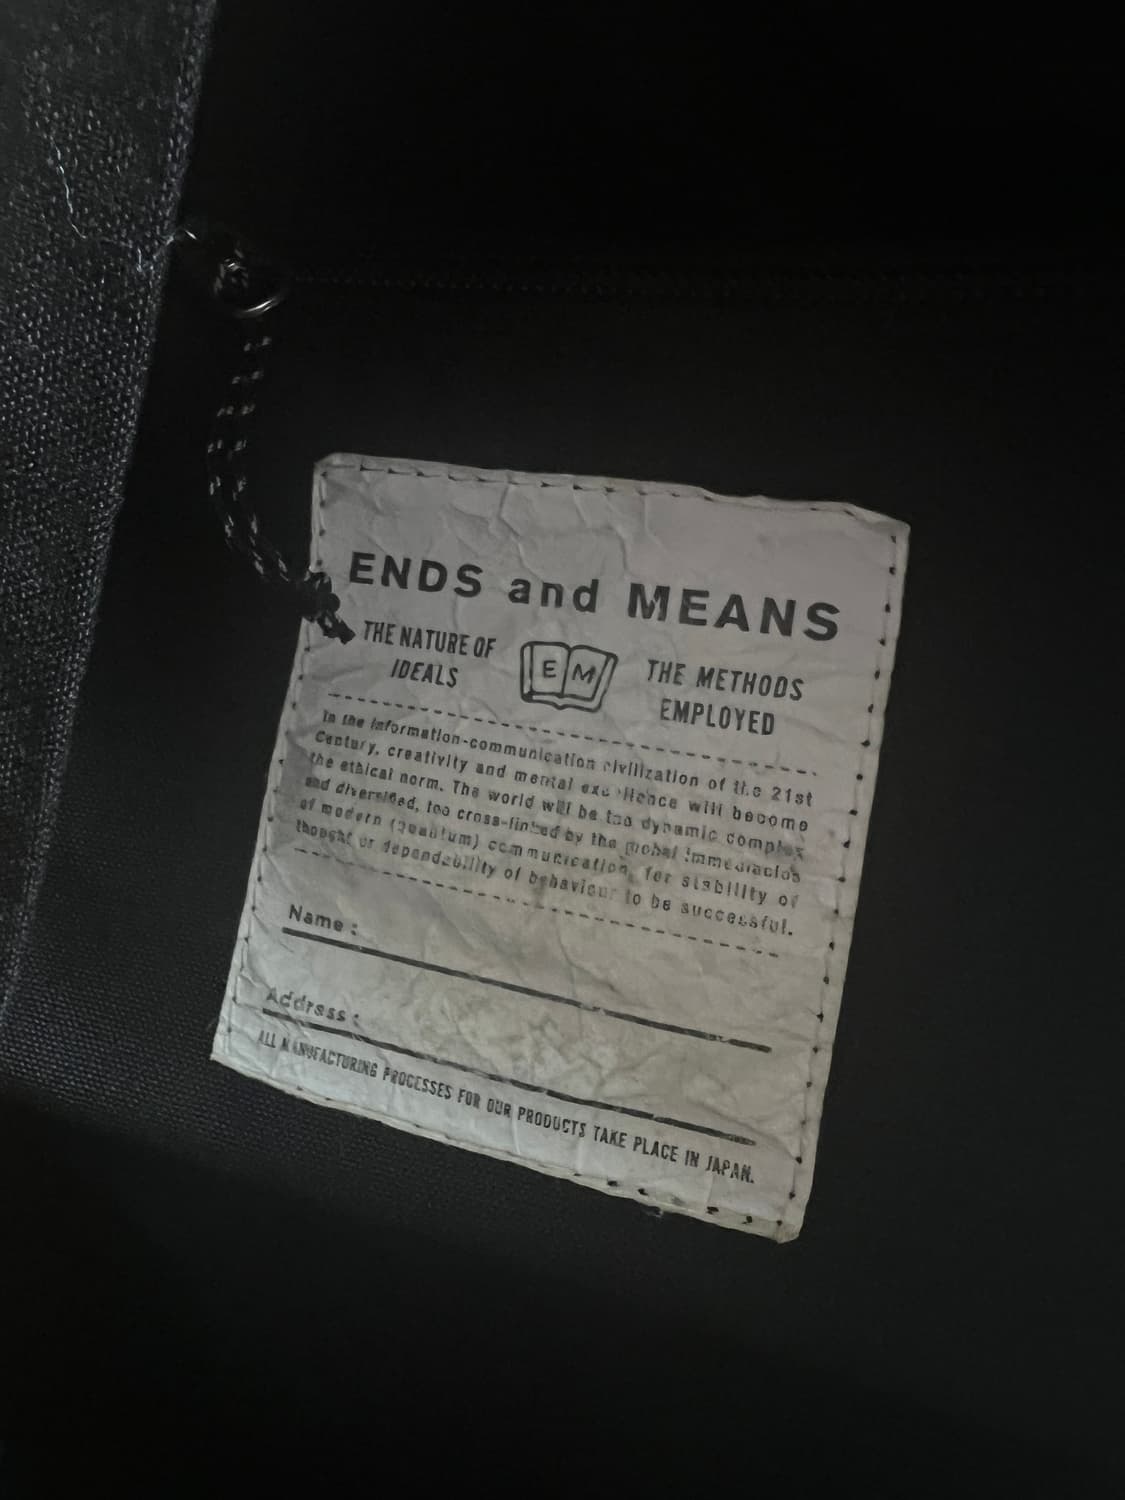 ENDS and MEANS
THE NATURE OF
IDEALS
E M
THE METHODS
EMPLOYED
In the information-communication civilization of the 21st
Century, creativity and mental excellence will become
the ethical norm. The world will be too dynamic complex
and diversified, too cross-linked by the global immediacies
of modern (quantum) communication, for stability of
thought or dependability of behaviour to be successful.
Name :
Address :
ALL MANUFACTURING PROCESSES FOR OUR PRODUCTS TAKE PLACE IN JAPAN.